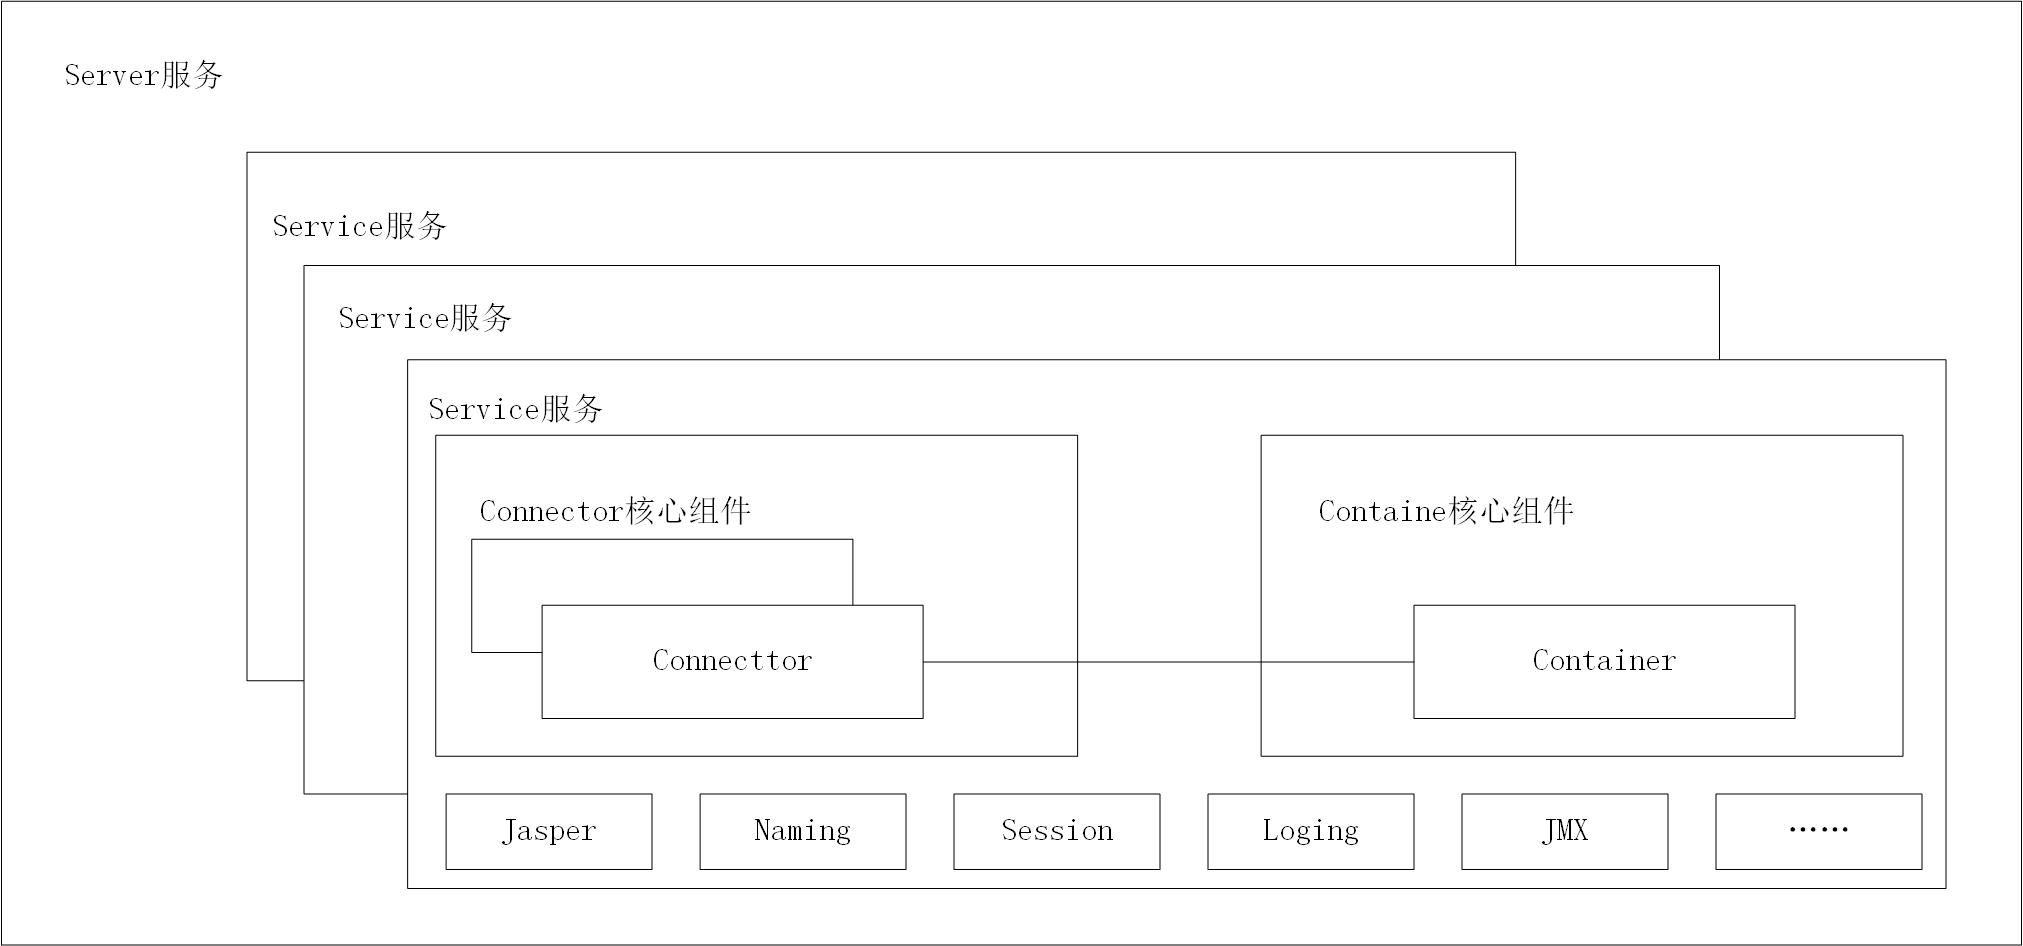 Server服务
Service服务
Service服务
Service服务
Connector核心组件
Containe核心组件
Connecttor
Container
Jasper
Naming
Session
Loging
JMX
……